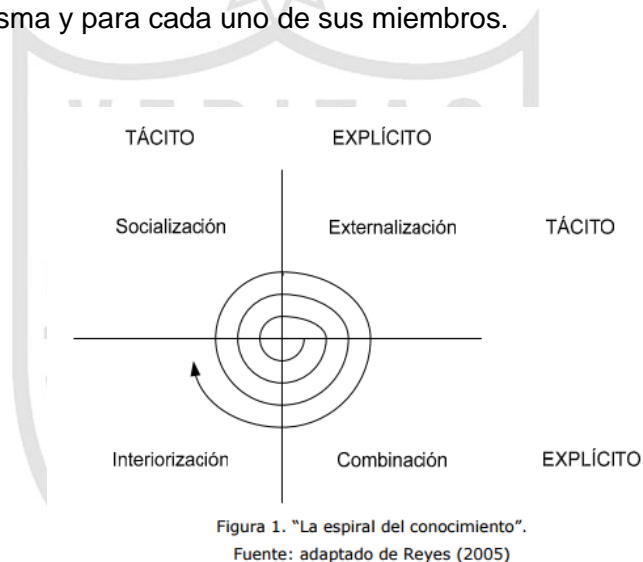 sma y para cada uno de sus miembros.
VERITAS
TÁCITO EXPLÍCITO
Socialización Externalización TÁCITO
Interiorización Combinación EXPLÍCITO
Figura 1. “La espiral del conocimiento”.
Fuente: adaptado de Reyes (2005)